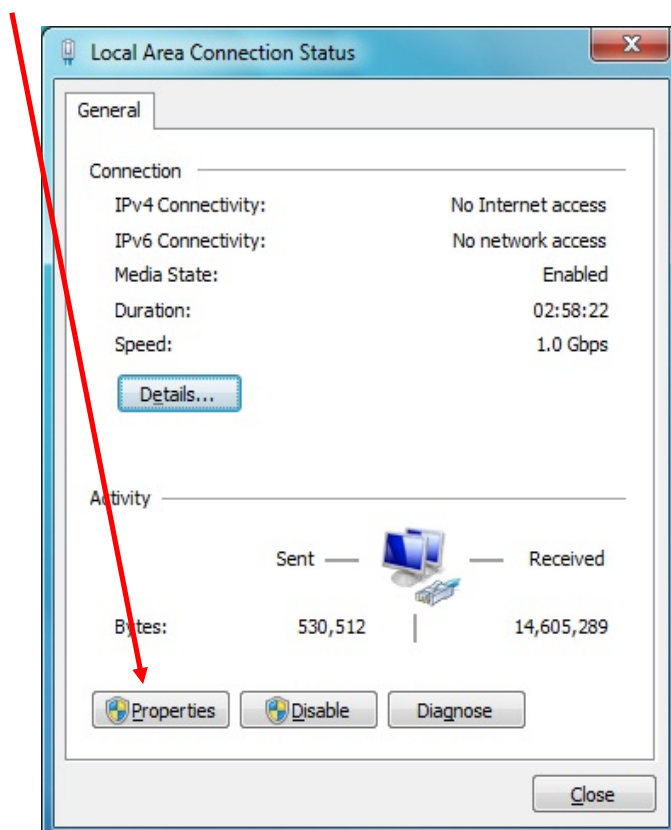 Local Area Connection Status
General
Connection
IPv4 Connectivity: No Internet access
IPv6 Connectivity: No network access
Media State: Enabled
Duration: 02:58:22
Speed: 1.0 Gbps
Details...
Activity
Sent Received
Bytes: 530,512 14,605,289
Properties Disable Diagnose
Close